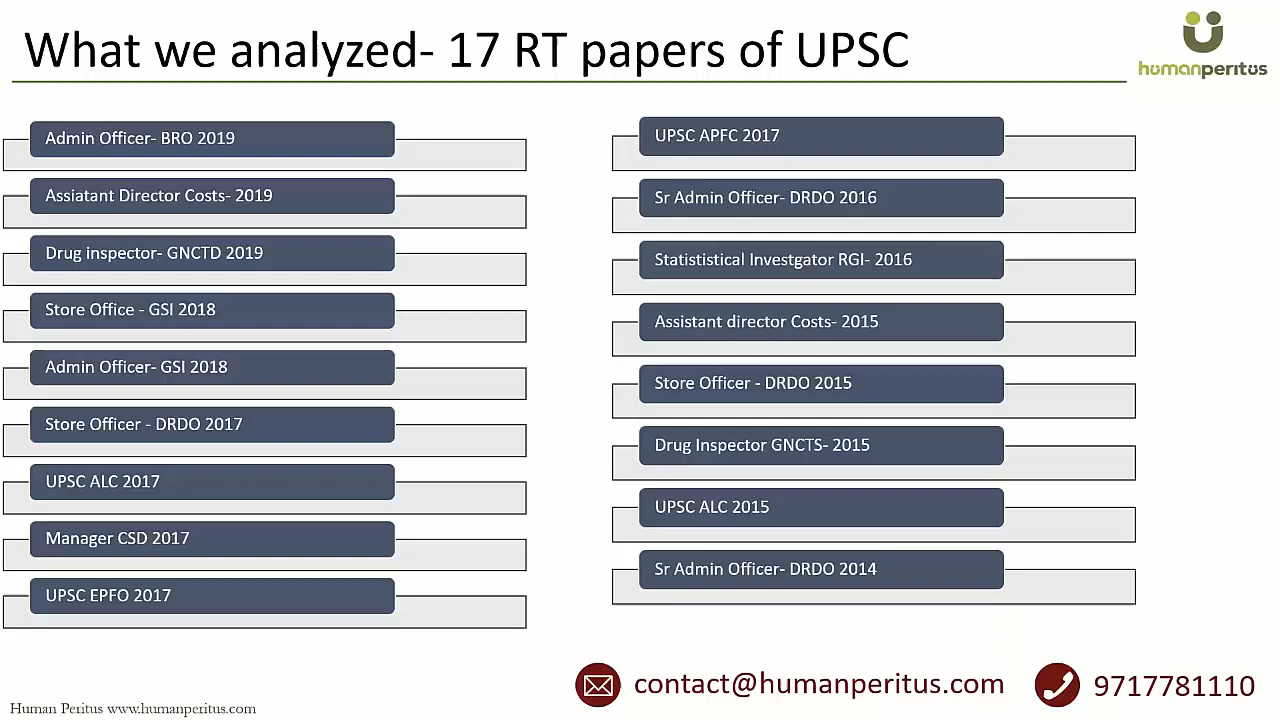 What we analyzed- 17 RT papers of UPSC
humanperitus
Admin Officer- BRO 2019
Assiatant Director Costs- 2019
Drug inspector- GNCTD 2019
Store Office - GSI 2018
Admin Officer- GSI 2018
Store Officer - DRDO 2017
UPSC ALC 2017
Manager CSD 2017
UPSC EPFO 2017
UPSC APFC 2017
Sr Admin Officer- DRDO 2016
Statististical Investgator RGI- 2016
Assistant director Costs- 2015
Store Officer - DRDO 2015
Drug Inspector GNCTS- 2015
UPSC ALC 2015
Sr Admin Officer- DRDO 2014
contact@humanperitus.com
9717781110
Human Peritus www.humanperitus.com